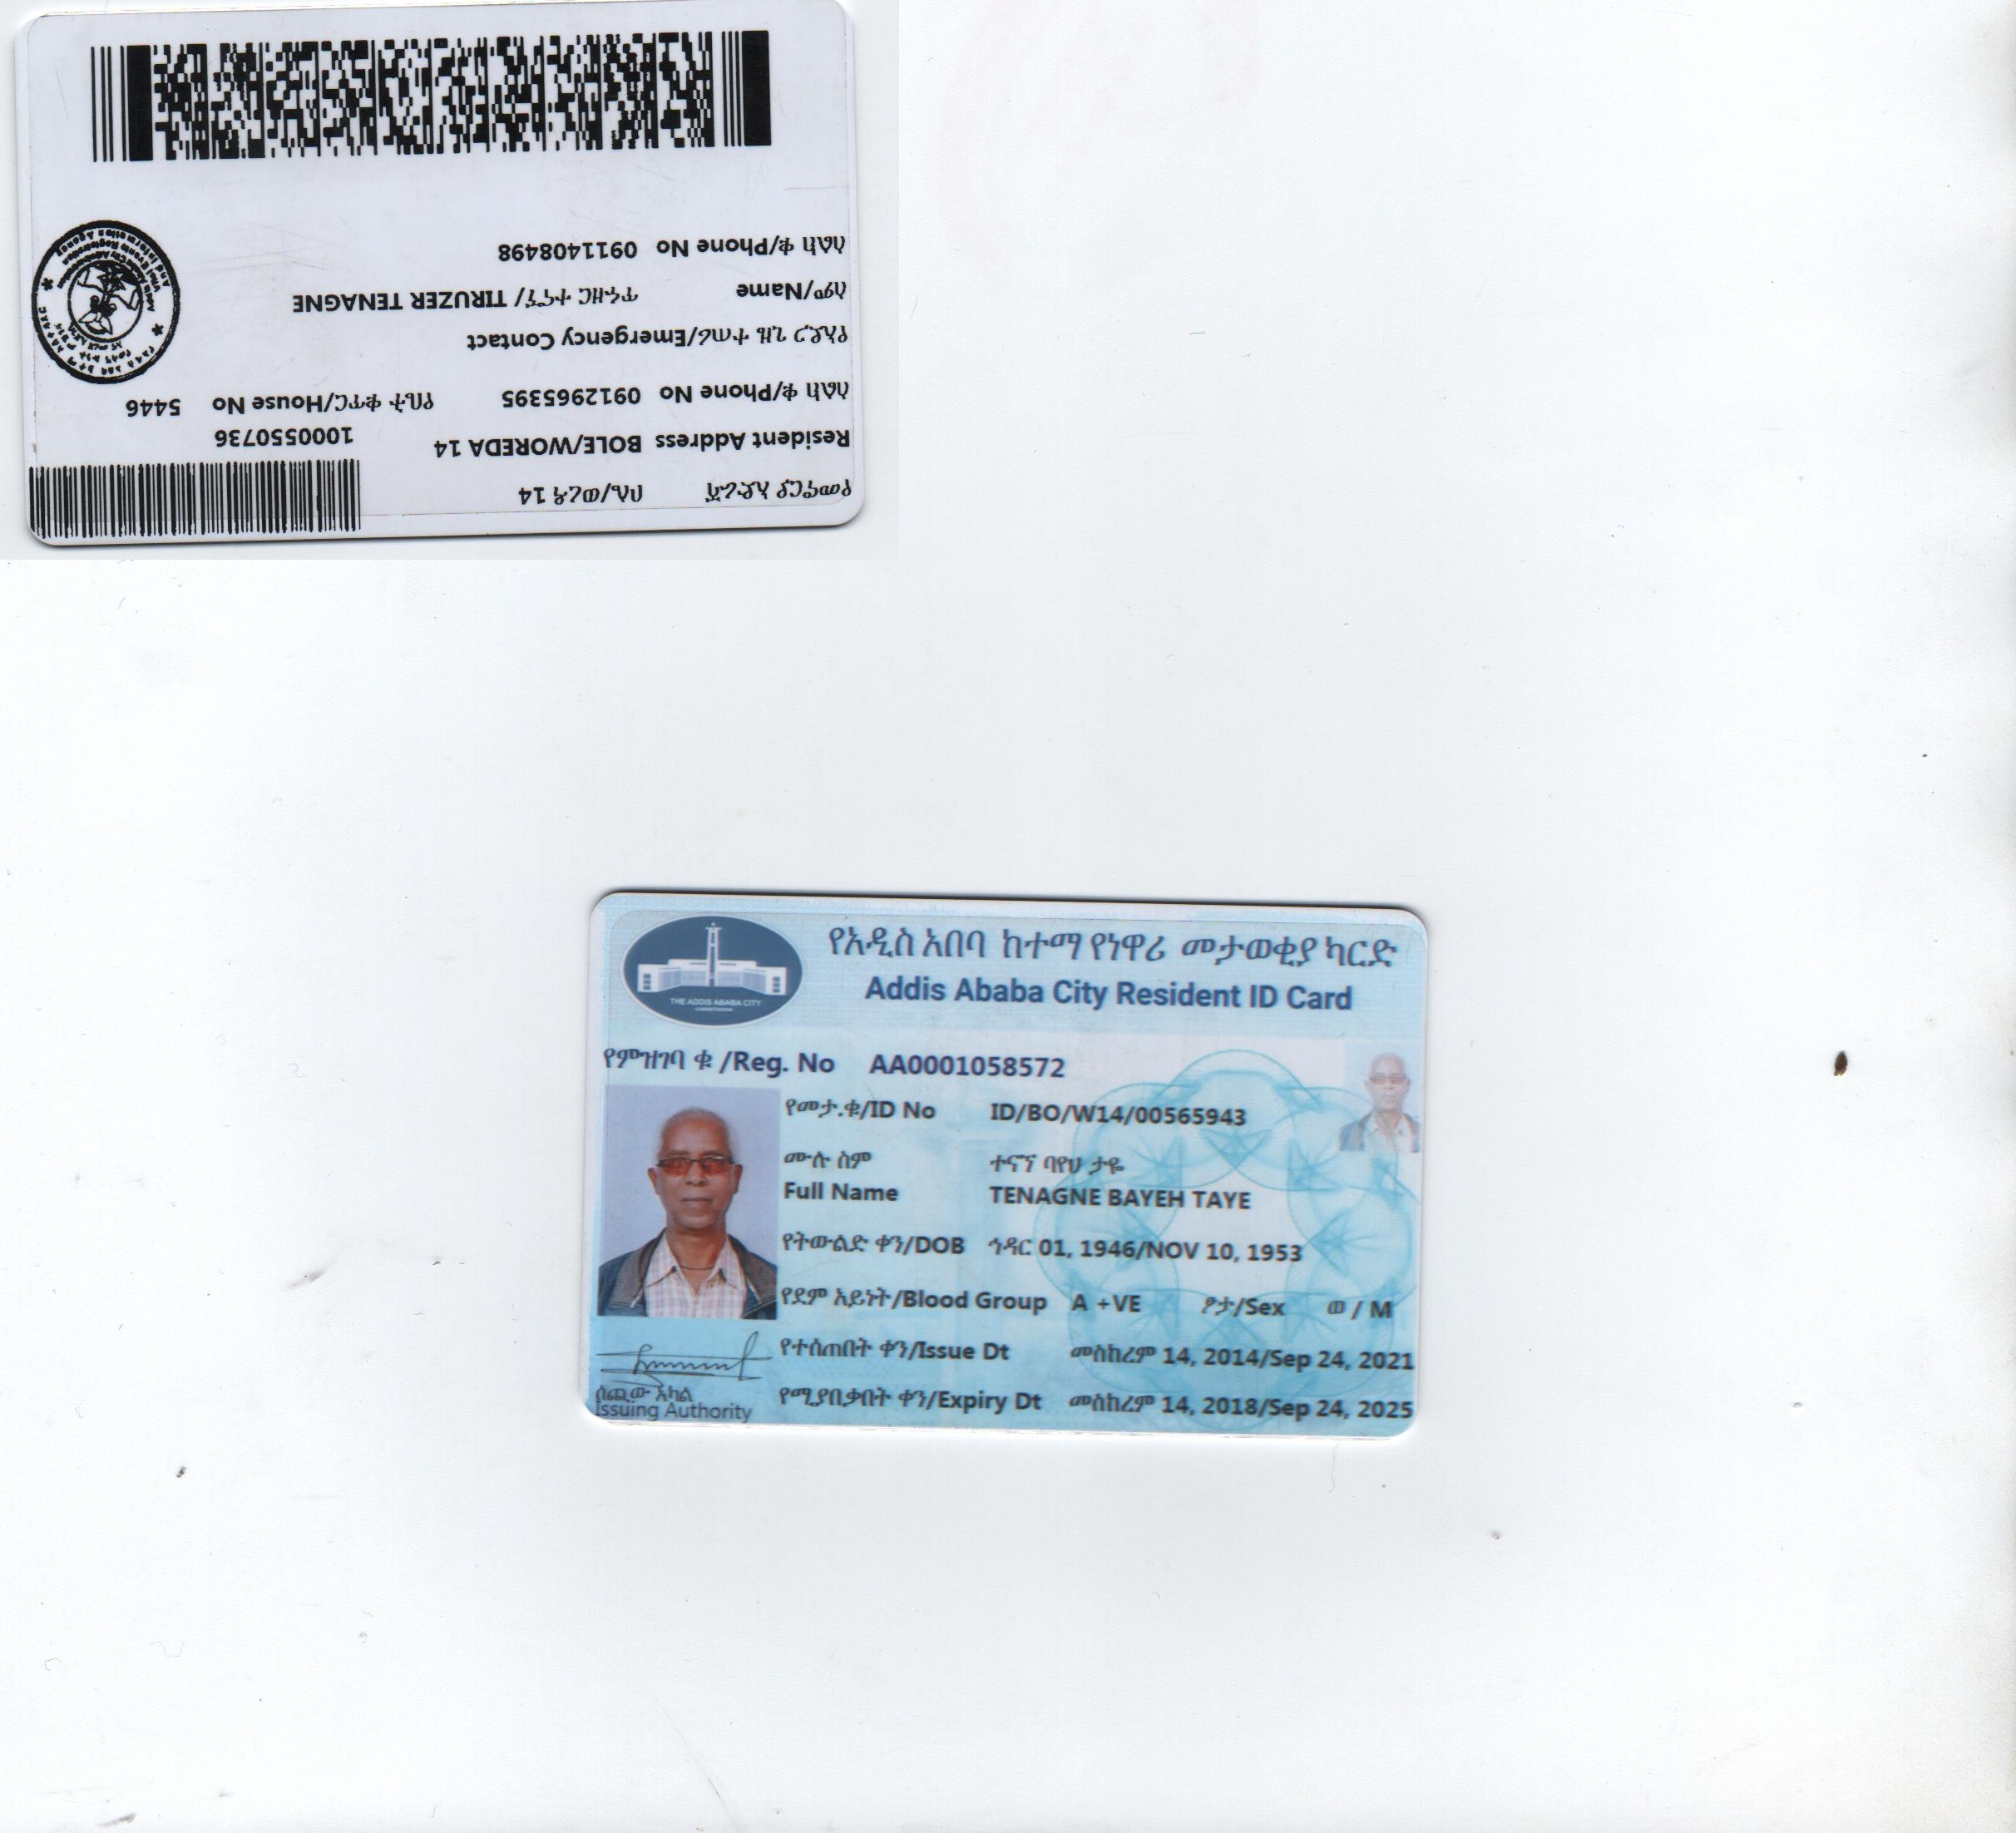 የመኖርያ አድራሻ ቦሌ/ወረዳ 14
Resident Address BOLE/WOREDA 14
1000550736
ስልክ ቁ/Phone No 0912965395 የቤት ቁጥር/House No 5446
የአደጋ ጊዜ ተጠሪ/Emergency Contact
ስም/Name ጥሩዘር ተናኘ/ TIRUZER TENAGNE
ስልክ ቁ/Phone No 0911408498
THE ADDIS ABABA CITY
ADMINISTRATION
የአዲስ አበባ ከተማ የነዋሪ መታወቂያ ካርድ
Addis Ababa City Resident ID Card
የምዝገባ ቁ /Reg. No AA0001058572
የመታ.ቁ/ID No ID/BO/W14/00565943
ሙሉ ስም ተናኘ ባየህ ታዬ
Full Name TENAGNE BAYEH TAYE
የትውልድ ቀን/DOB ኅዳር 01, 1946/NOV 10, 1953
የደም አይነት/Blood Group A +VE ፆታ/Sex ወ / M
የተሰጠበት ቀን/Issue Dt መስከረም 14, 2014/Sep 24, 2021
የሚያበቃበት ቀን/Expiry Dt መስከረም 14, 2018/Sep 24, 2025
ሰጪው አካል
Issuing Authority